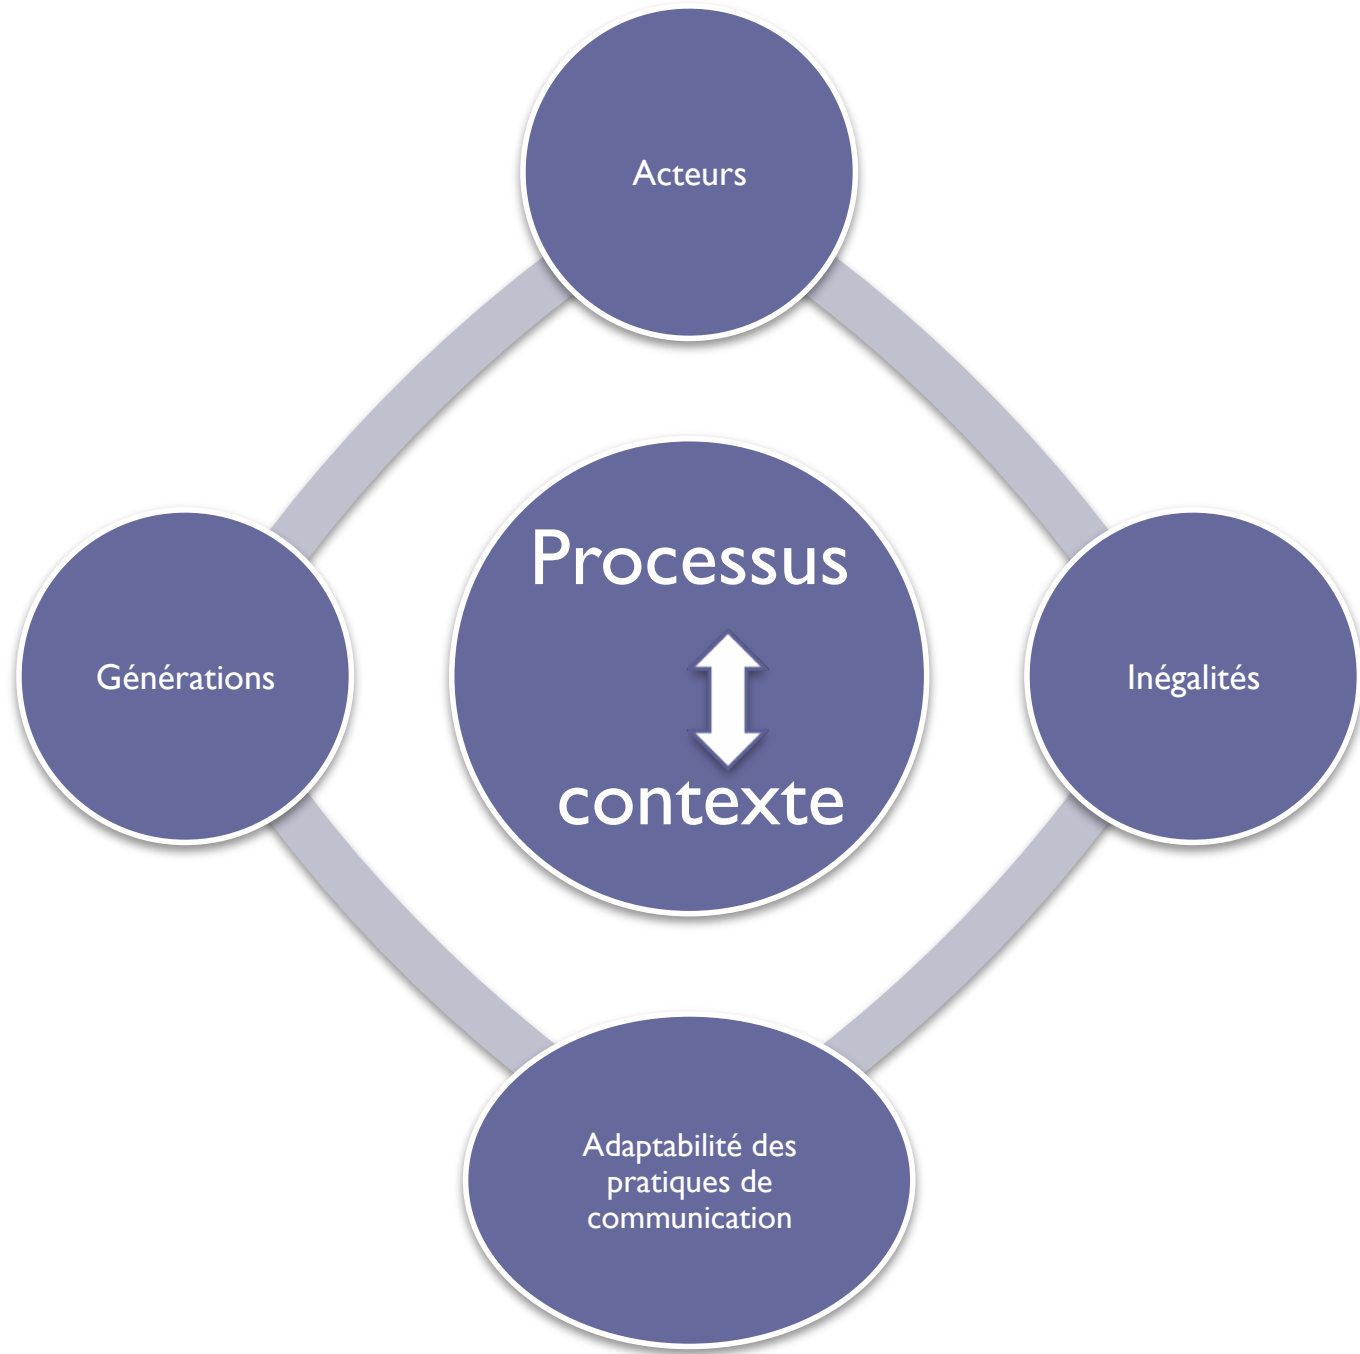 Acteurs
Processus
Générations
Inégalités
contexte
Adaptabilité des
pratiques de
communication